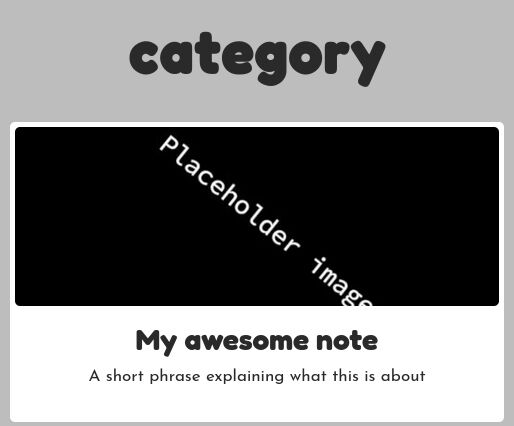 category
Placeholder image
My awesome note
A short phrase explaining what this is about